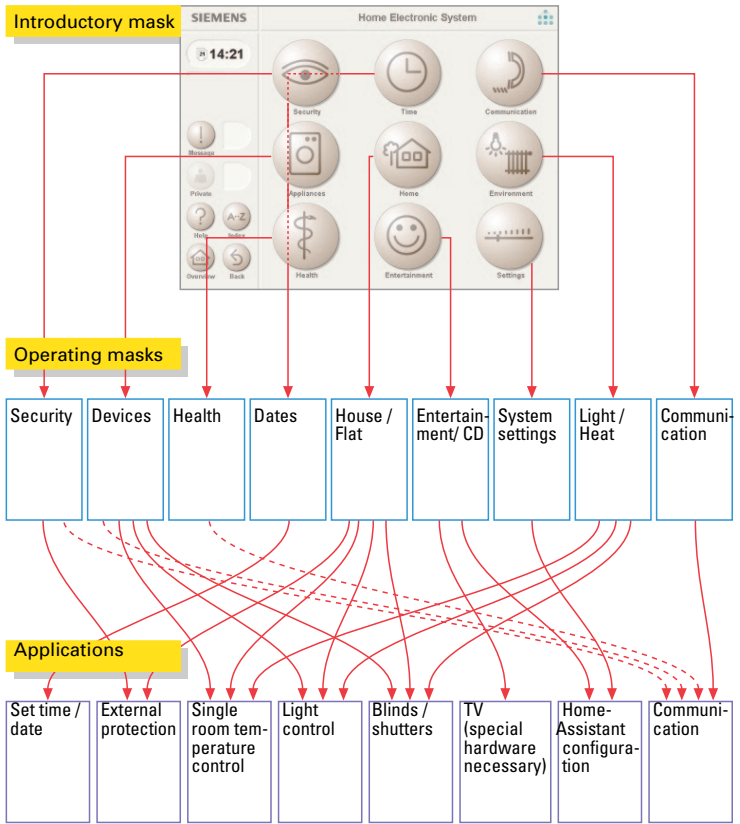 Introductory mask
SIEMENS
Home Electronic System
14:21
Security
Time
Communication
Message
Appliances
Home
Environment
Private
Help
A-Z
Index
Overview
Back
Health
Entertainment
Settings
Operating masks
Security
Devices
Health
Dates
House /
Flat
Entertain-
ment/ CD
System
settings
Light /
Heat
Communi-
cation
Applications
Set time /
date
External
protection
Single
room tem-
perature
control
Light
control
Blinds /
shutters
TV
(special
hardware
necessary)
Home-
Assistant
configura-
tion
Communi-
cation